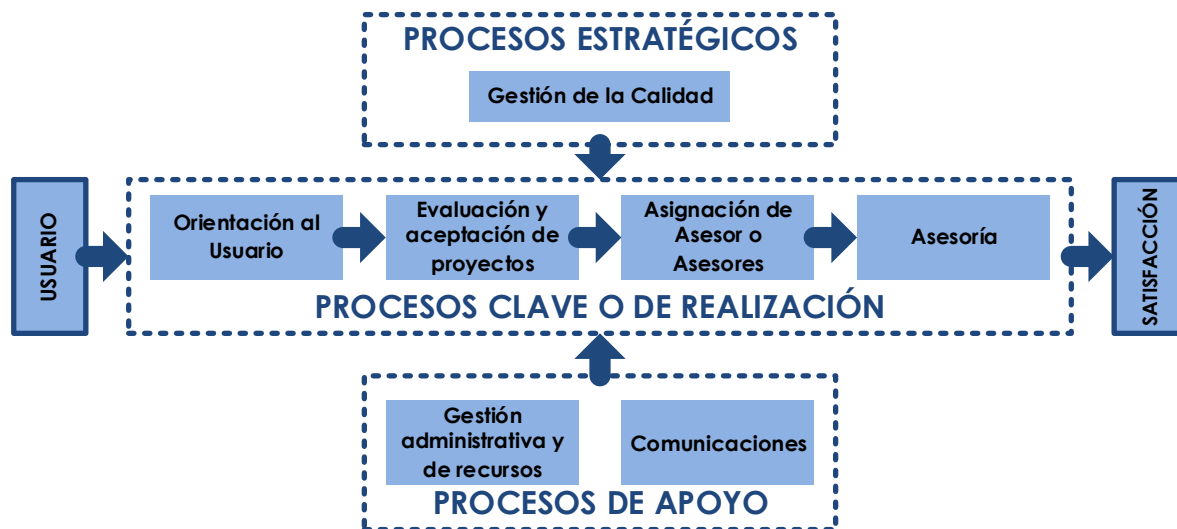 PROCESOS ESTRATÉGICOS
Gestión de la Calidad
USUARIO
Orientación al
Usuario
Evaluación y
aceptación de
proyectos
Asignación de
Asesor o
Asesores
Asesoría
SATISFACCIÓN
PROCESOS CLAVE O DE REALIZACIÓN
Gestión
administrativa y
de recursos
Comunicaciones
PROCESOS DE APOYO